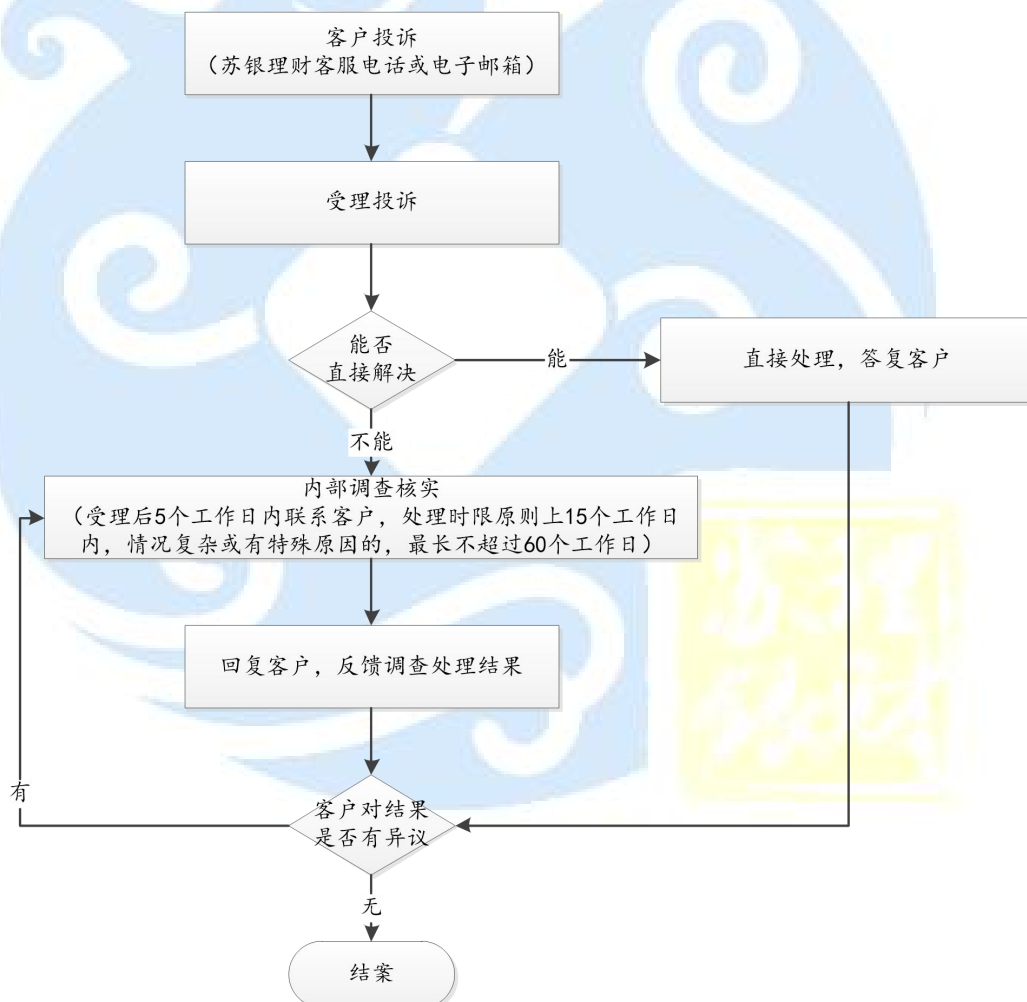 客户投诉
（苏银理财客服电话或电子邮箱）
受理投诉
能否
直接解决
能
直接处理，答复客户
不能
内部调查核实
（受理后5个工作日内联系客户，处理时限原则上15个工作日
内，情况复杂或有特殊原因的，最长不超过60个工作日）
回复客户，反馈调查处理结果
有
客户对结果
是否有异议
无
结案